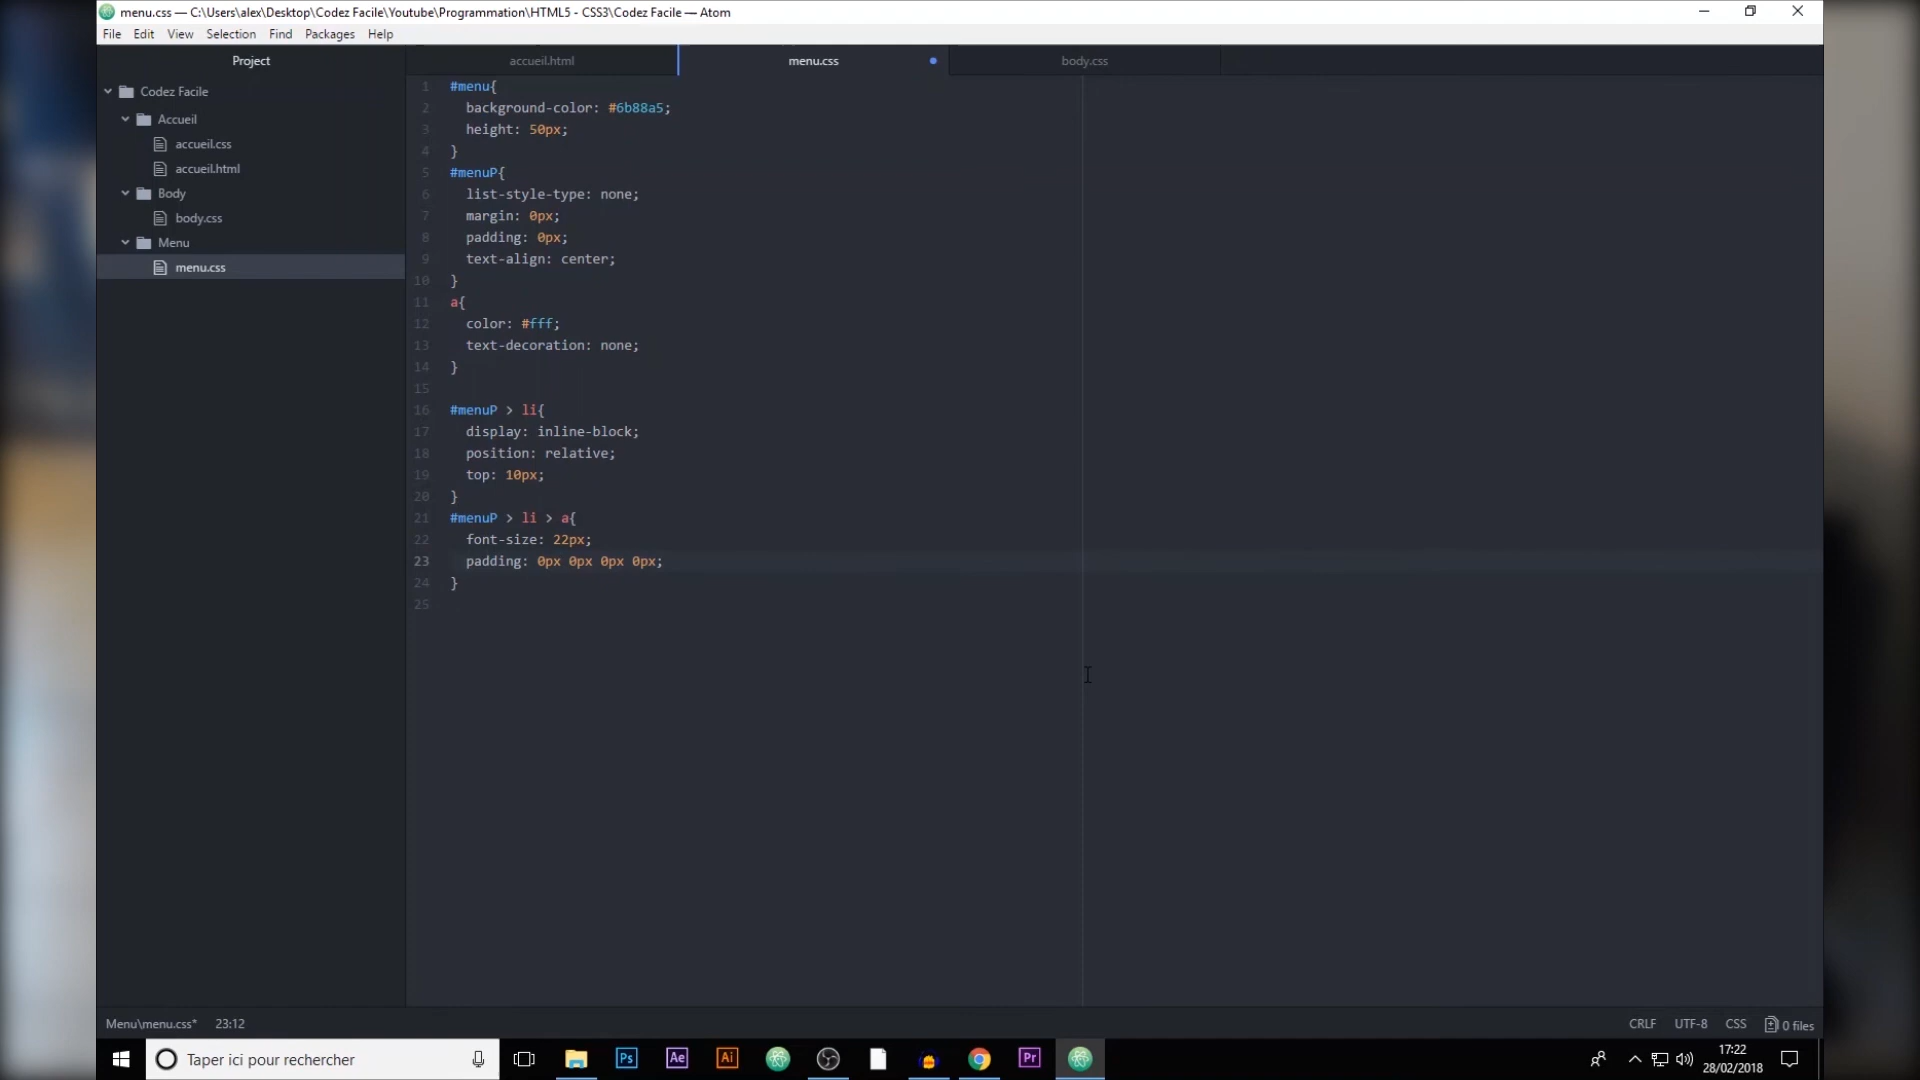 menu.css — C:\Users\alex\Desktop\Codez Facile\Youtube\Programmation\HTML5 - CSS3\Codez Facile — Atom
File Edit View Selection Find Packages Help
Project
accueil.html
menu.css
body.css
Codez Facile
Accueil
accueil.css
accueil.html
Body
body.css
Menu
menu.css
1 #menu{
2 background-color: #6b88a5;
3 height: 50px;
4 }
5 #menuP{
6 list-style-type: none;
7 margin: 0px;
8 padding: 0px;
9 text-align: center;
10 }
11 a{
12 color: #fff;
13 text-decoration: none;
14 }
15
16 #menuP > li{
17 display: inline-block;
18 position: relative;
19 top: 10px;
20 }
21 #menuP > li > a{
22 font-size: 22px;
23 padding: 0px 0px 0px 0px;
24 }
25
Menu\menu.css* 23:12
CRLF UTF-8 CSS 0 files
Taper ici pour rechercher
Ps
Ae
Ai
Pr
17:22
28/02/2018